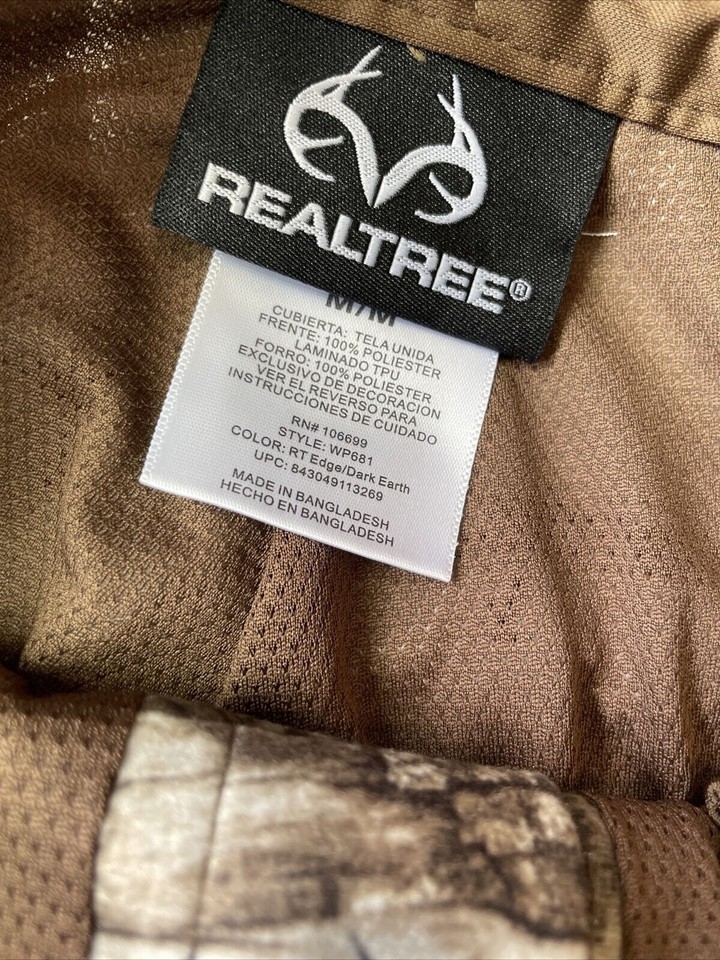 REALTREE®
M/M
CUBIERTA: TELA UNIDA
FRENTE: 100% POLIESTER
LAMINADO TPU
FORRO: 100% POLIESTER
EXCLUSIVO DE DECORACION
VER EL REVERSO PARA
INSTRUCCIONES DE CUIDADO
RN# 106699
STYLE: WP681
COLOR: RT Edge/Dark Earth
UPC: 843049113269
MADE IN BANGLADESH
HECHO EN BANGLADESH